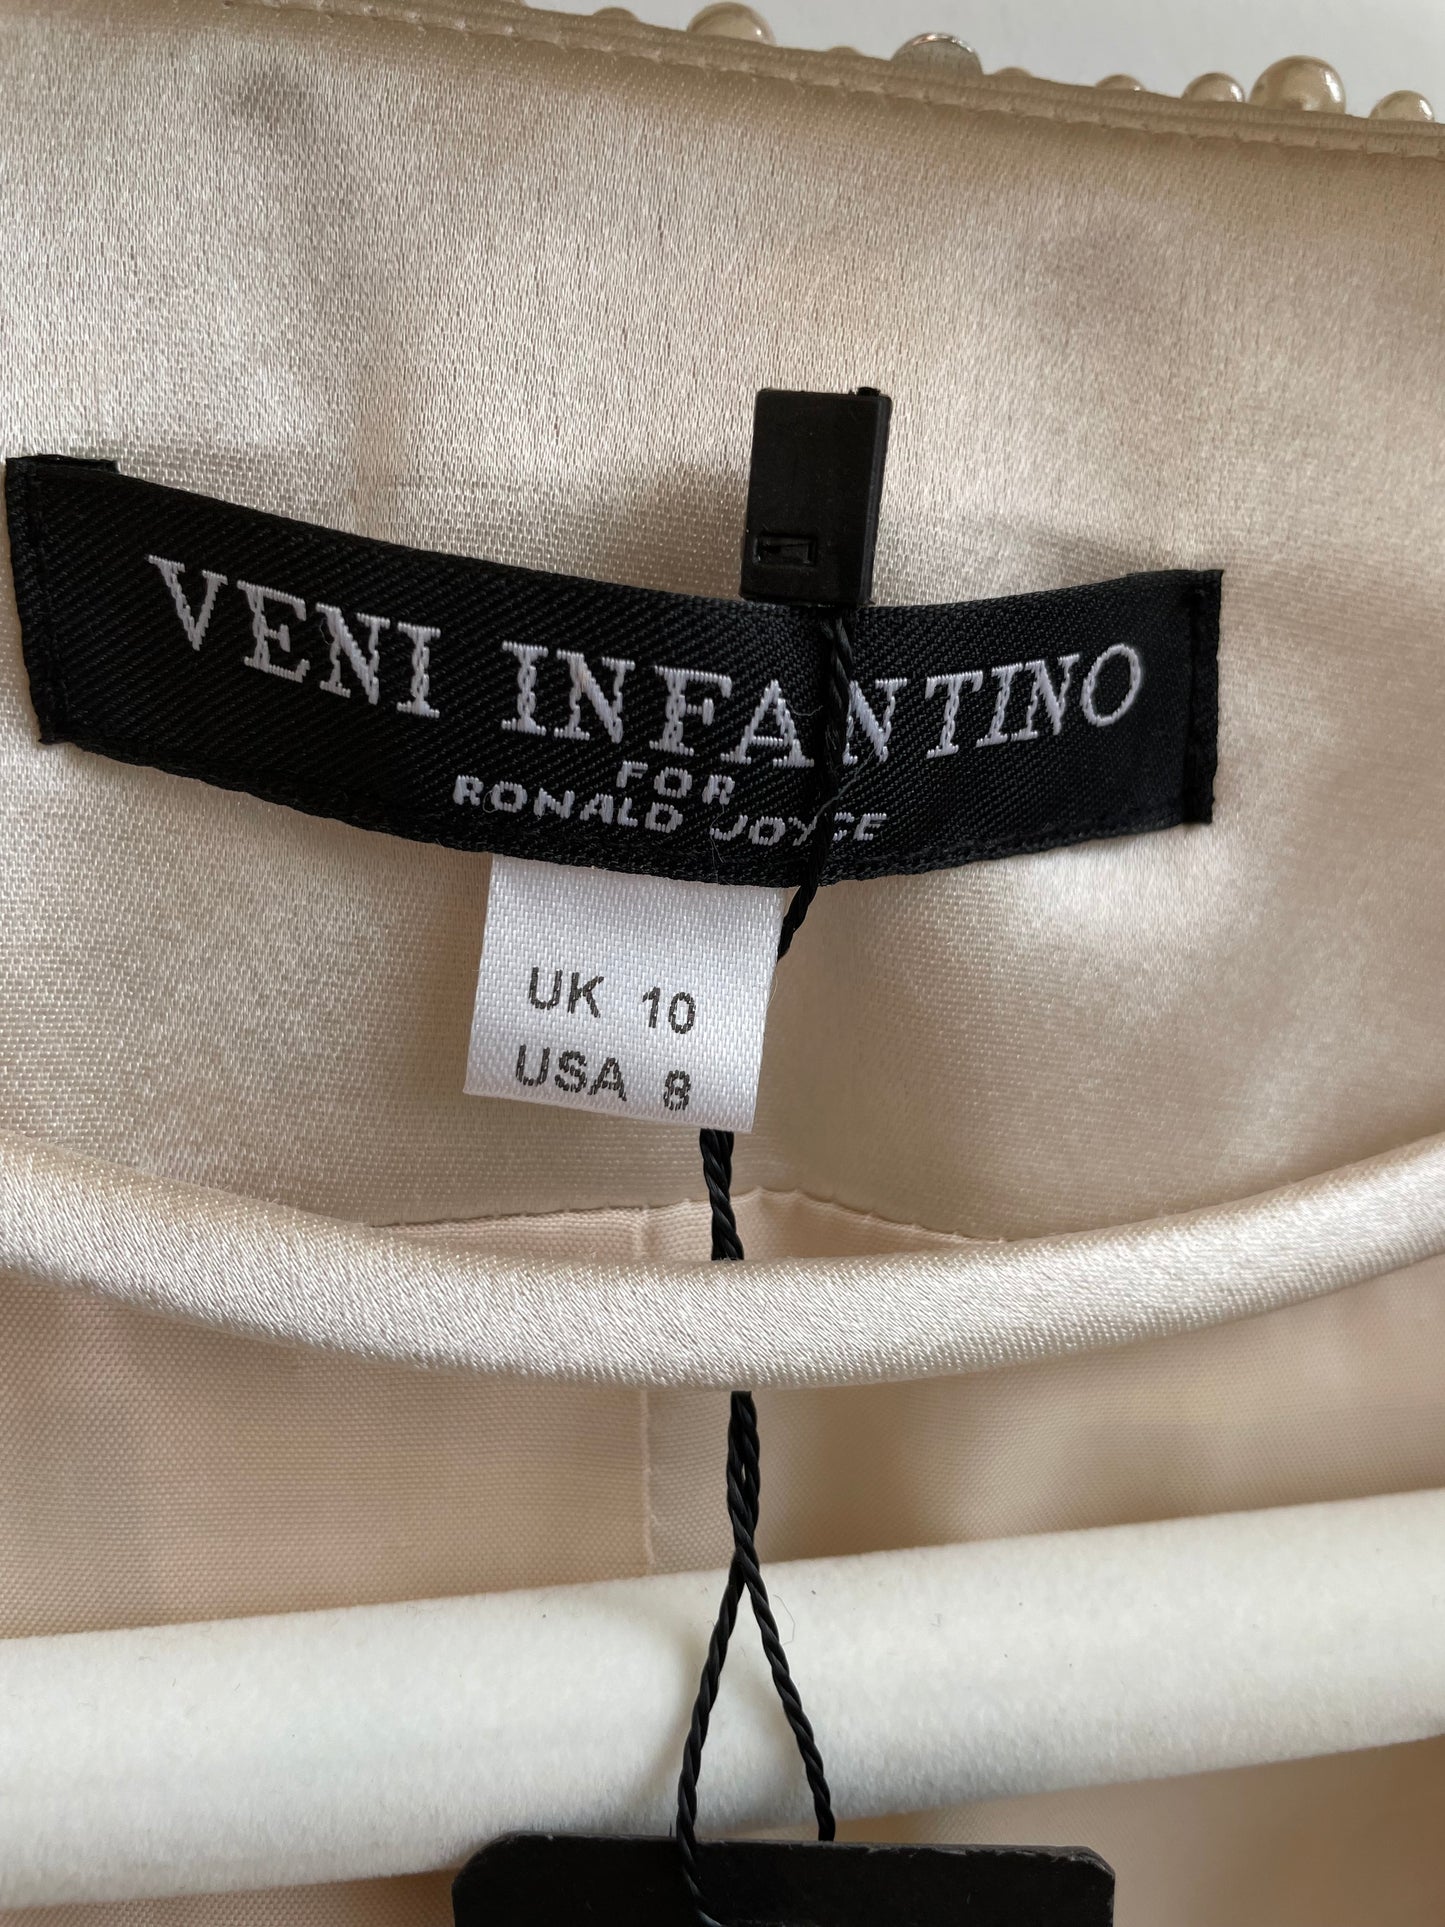 VENI INFANTINO
FOR
RONALD JOYCE
UK 10
USA 8